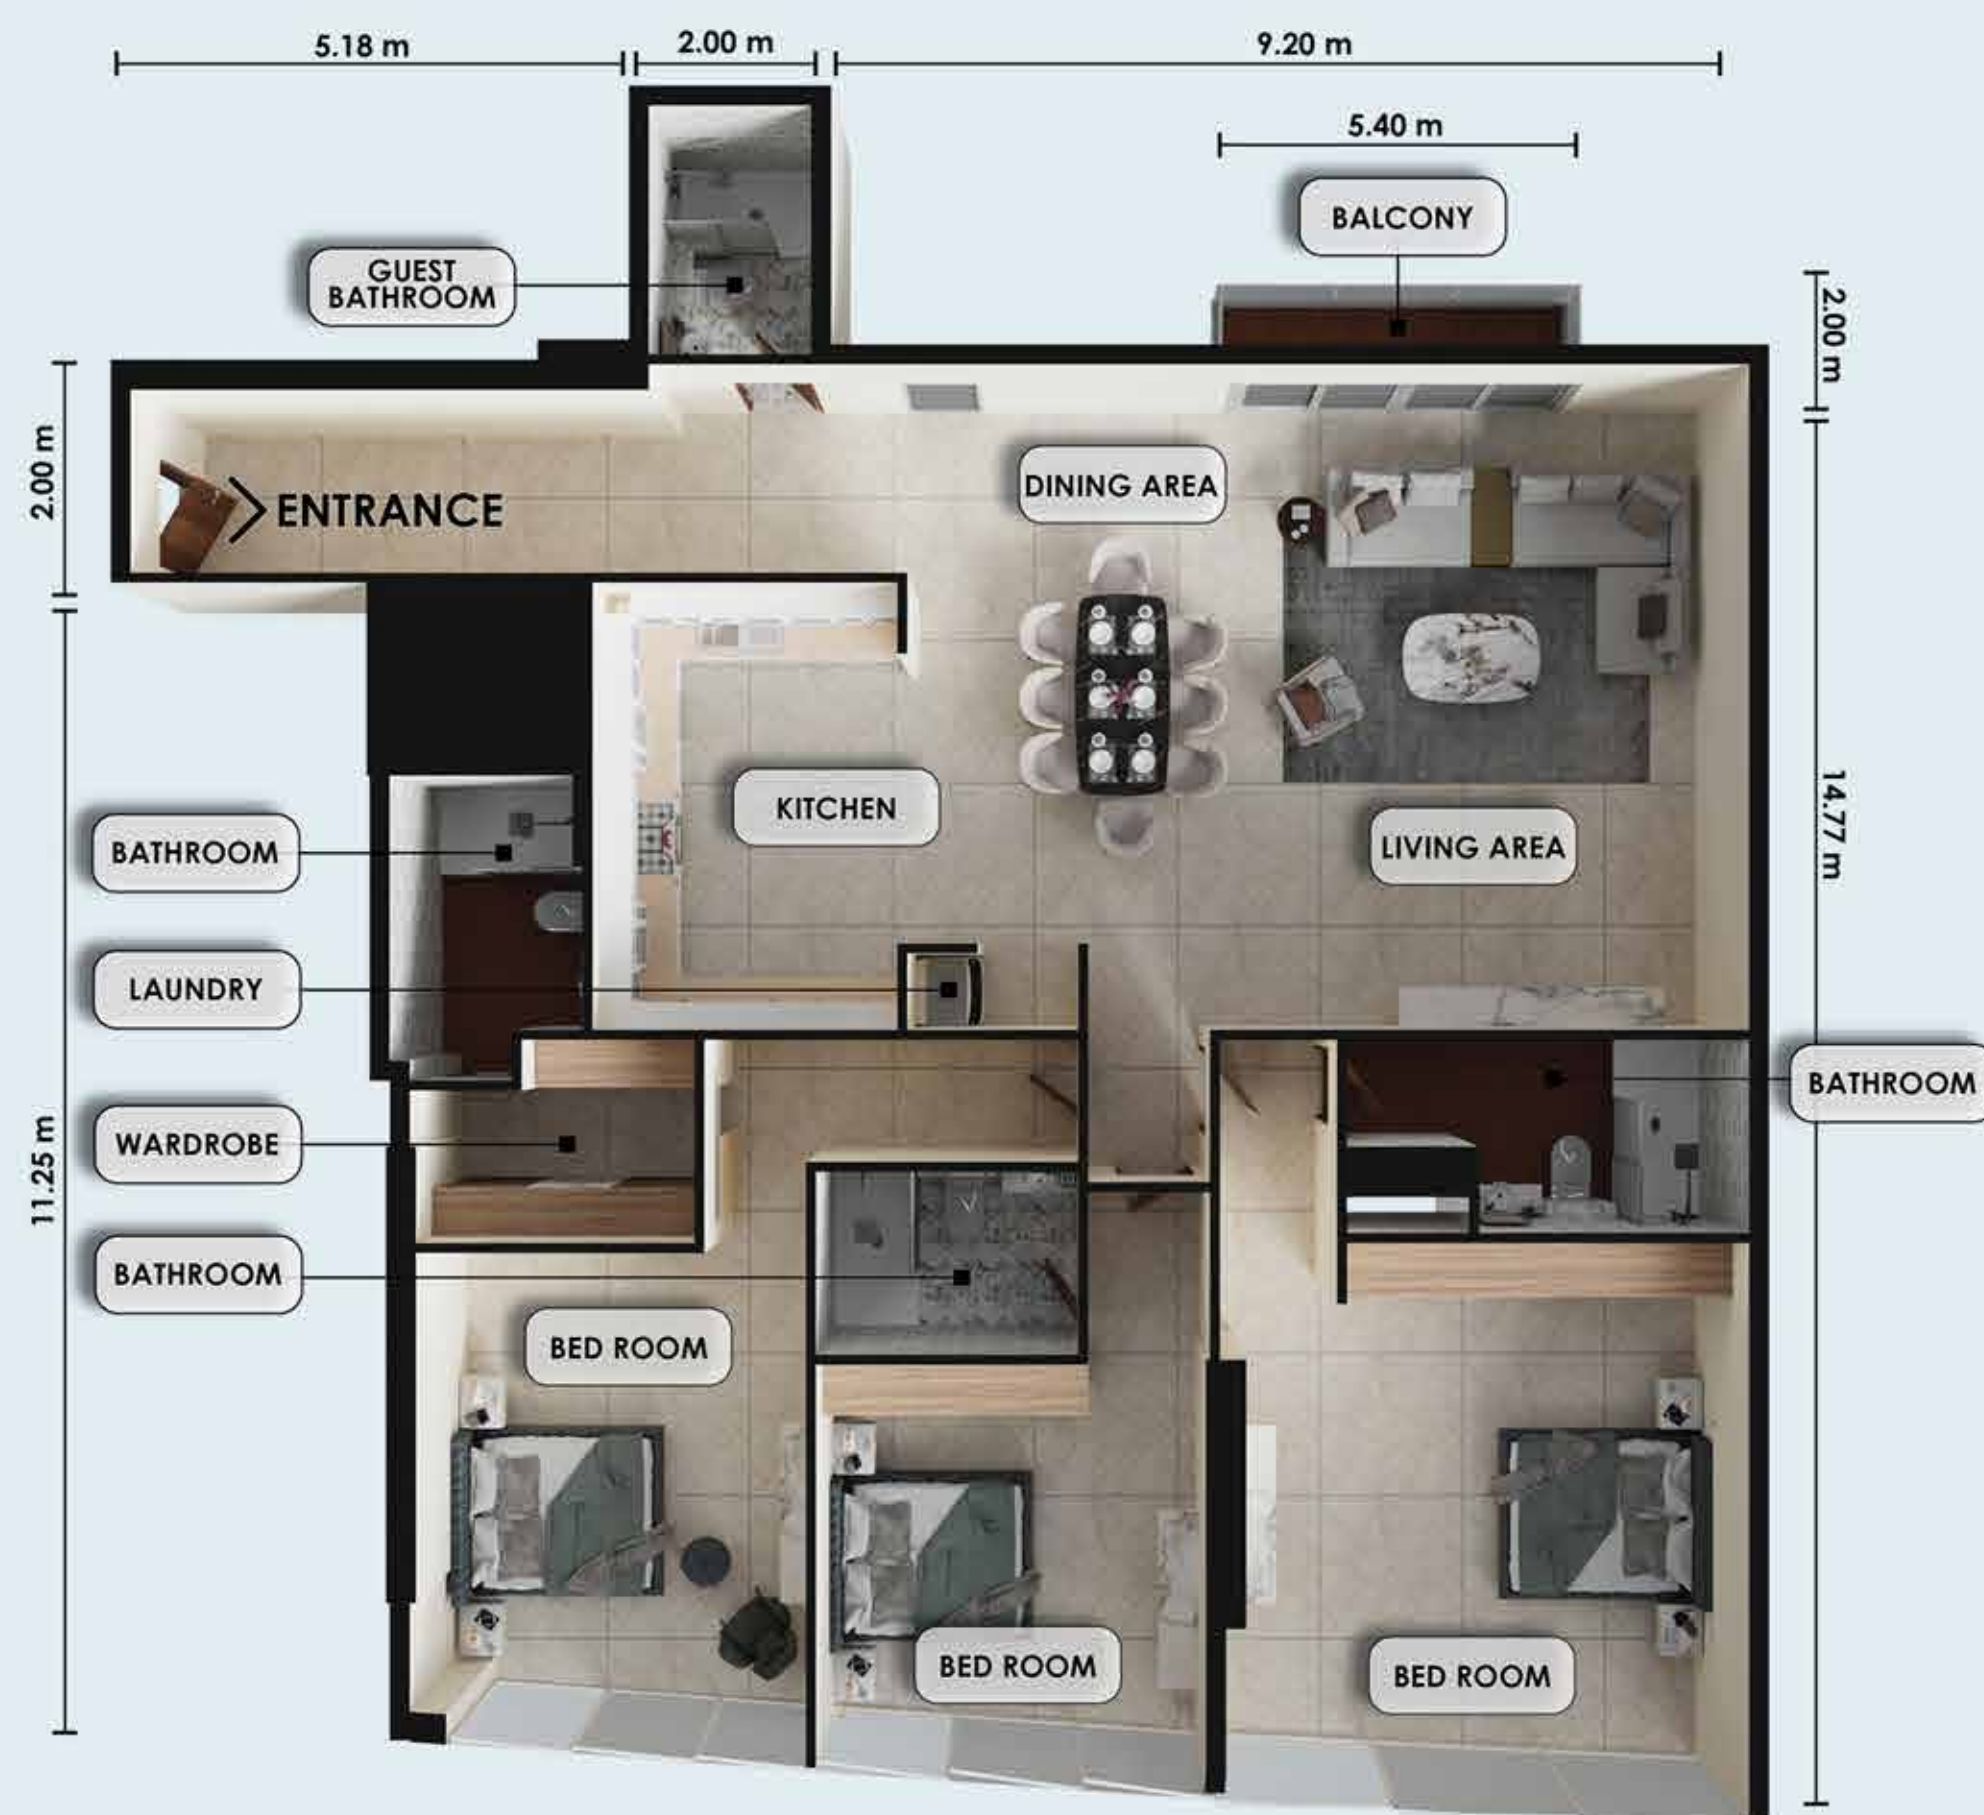 5.18 m
2.00 m
9.20 m
5.40 m
BALCONY
GUEST
BATHROOM
2.00 m
2.00 m
ENTRANCE
DINING AREA
KITCHEN
LIVING AREA
14.77 m
BATHROOM
LAUNDRY
BATHROOM
WARDROBE
11.25 m
BATHROOM
BED ROOM
BED ROOM
BED ROOM